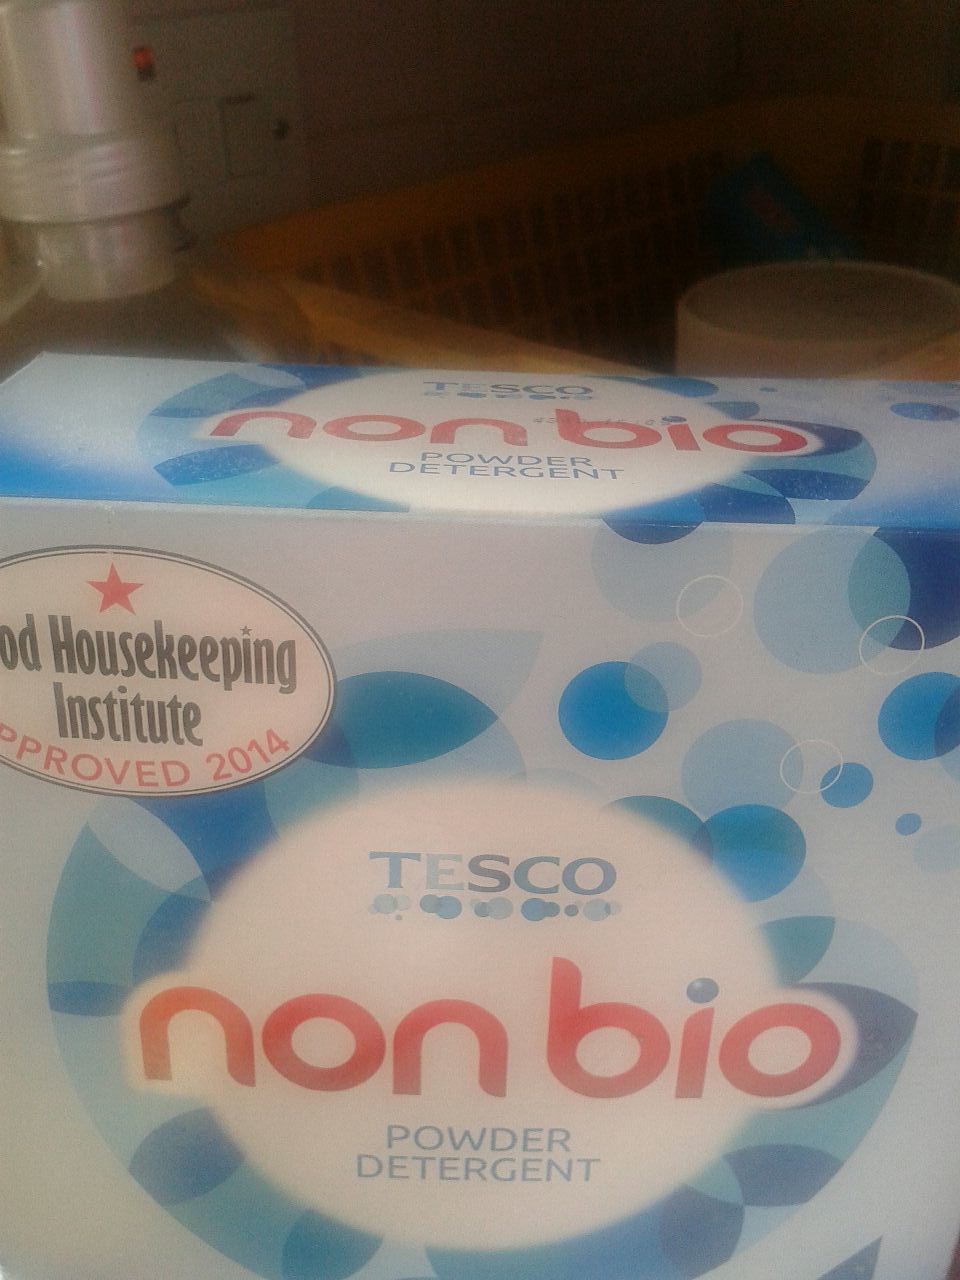 TESCO
non bio
POWDER
DETERGENT
od Housekeeping
Institute
PPROVED 2014
TESCO
non bio
POWDER
DETERGENT